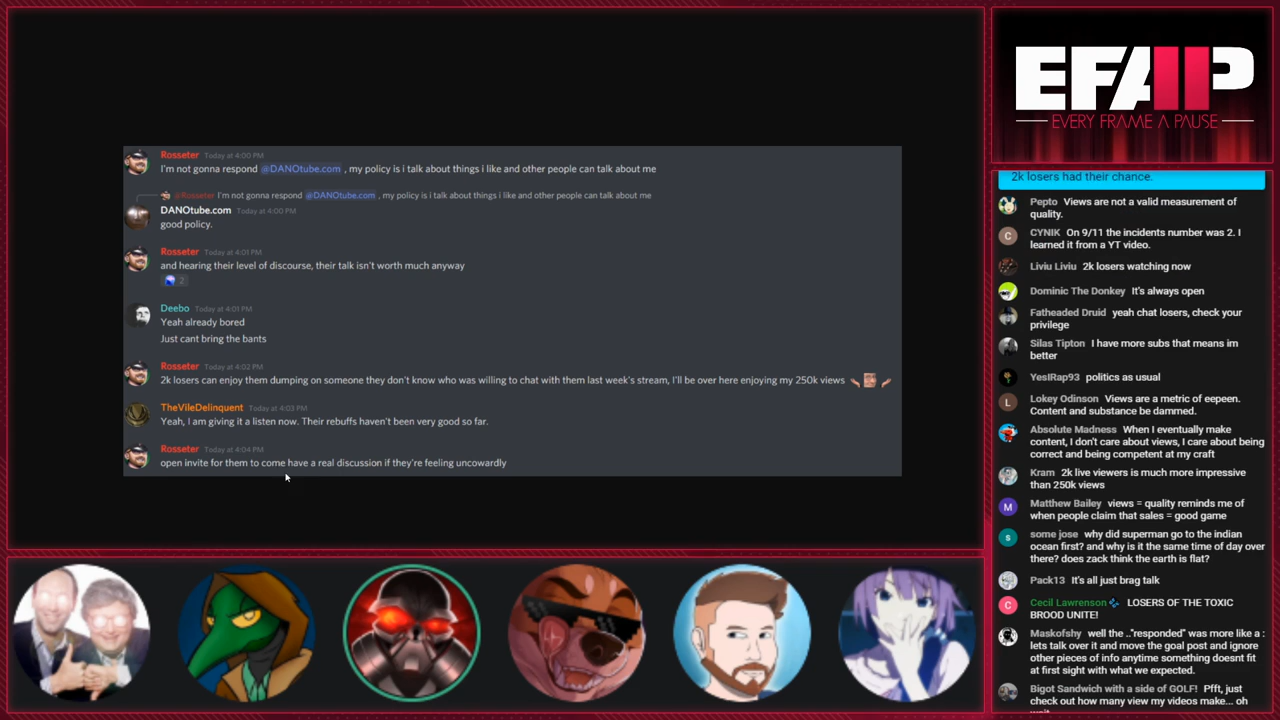 Rosseter Today at 4:00 PM
I'm not gonna respond @DANOtube.com , my policy is i talk about things i like and other people can talk about me
@Rosseter I'm not gonna respond @DANOtube.com , my policy is i talk about things i like and other people can talk about me
DANOtube.com Today at 4:00 PM
good policy.
Rosseter Today at 4:01 PM
and hearing their level of discourse, their talk isn't worth much anyway
2
Deebo Today at 4:01 PM
Yeah already bored
Just cant bring the bants
Rosseter Today at 4:02 PM
2k losers can enjoy them dumping on someone they don't know who was willing to chat with them last week's stream, I'll be over here enjoying my 250k views
TheVileDelinquent Today at 4:03 PM
Yeah, I am giving it a listen now. Their rebuffs haven't been very good so far.
Rosseter Today at 4:04 PM
open invite for them to come have a real discussion if they're feeling uncowardly
EFAP
EVERY FRAME A PAUSE
2k losers had their chance.
Pepto Views are not a valid measurement of
quality.
CYNIK On 9/11 the incidents number was 2. I
learned it from a YT video.
Liviu Liviu 2k losers watching now
Dominic The Donkey It's always open
Fatheaded Druid yeah chat losers, check your
privilege
Silas Tipton I have more subs that means im
better
YesIRap93 politics as usual
L
Lokey Odinson Views are a metric of eepeen.
Content and substance be damned.
Absolute Madness When I eventually make
content, I don't care about views, I care about being
correct and being competent at my craft
Kram 2k live viewers is much more impressive
than 250k views
M
Matthew Bailey views = quality reminds me of
when people claim that sales = good game
s
some jose why did superman go to the indian
ocean first? and why is it the same time of day over
there? does zack think the earth is flat?
Pack13 It's all just brag talk
C
Cecil Lawrenson LOSERS OF THE TOXIC
BROOD UNITE!
Maskofshy well the .."responded" was more like a :
lets talk over it and move the goal post and ignore
other pieces of info anytime something doesnt fit
at first sight with what we expected.
Bigot Sandwich with a side of GOLF! Pfft, just
check out how many view my videos make... oh